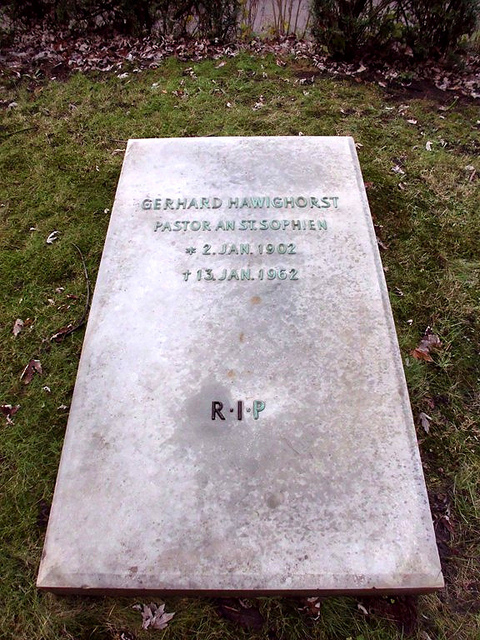 GERHARD HAWIGHORST
PASTOR AN ST. SOPHIEN
* 2. JAN. 1902
† 13. JAN. 1962
R·I·P